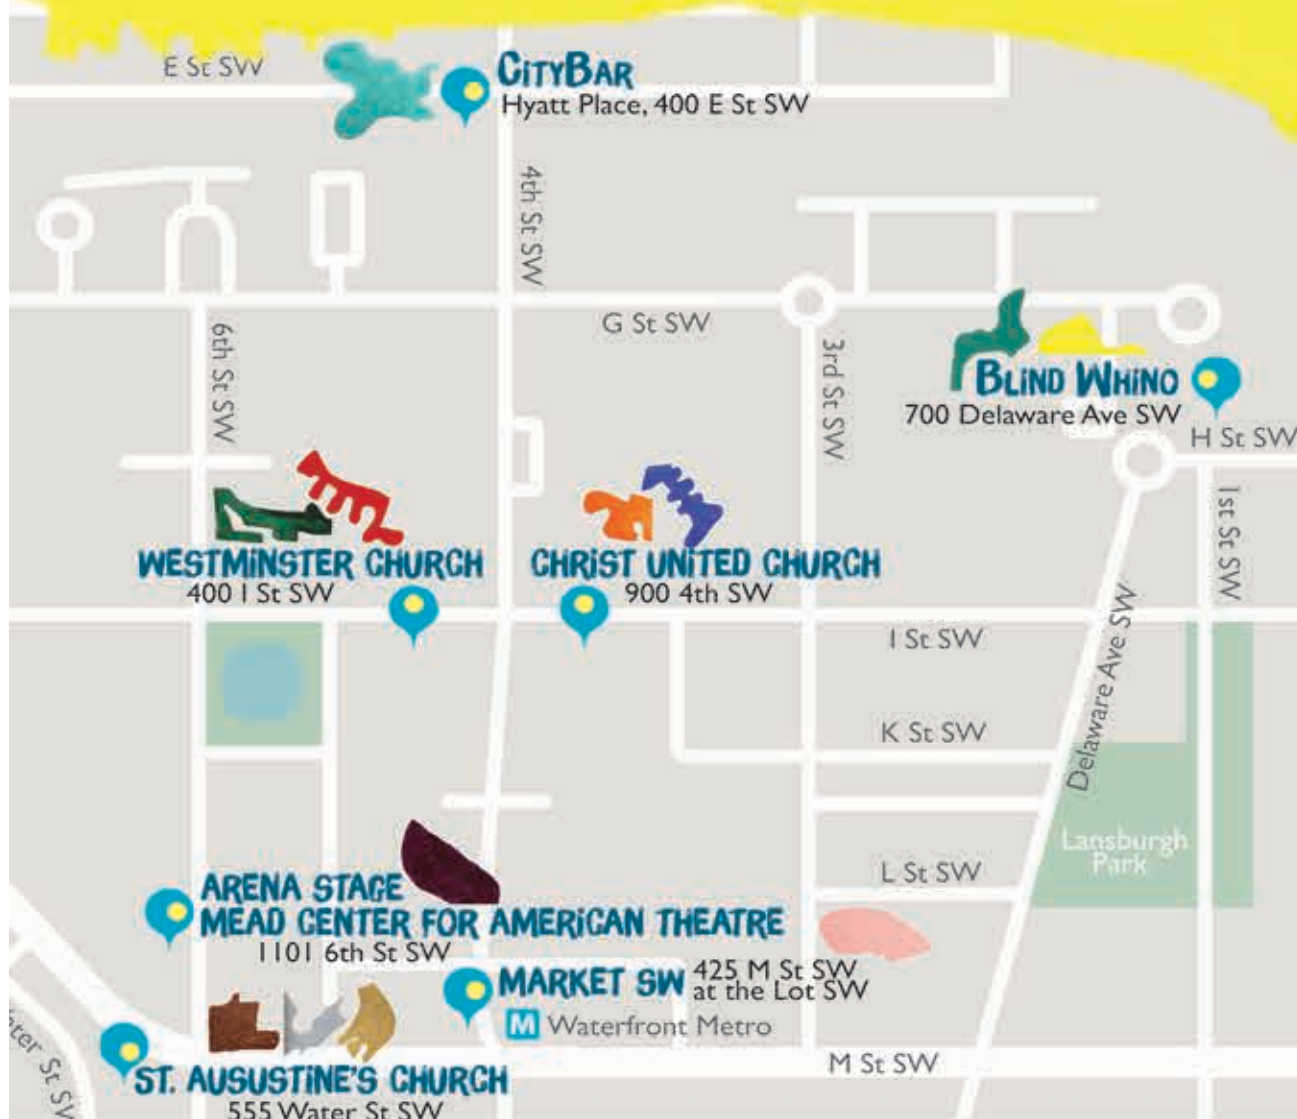 E St SW
CiTYBAR
Hyatt Place, 400 E St SW
4th St SW
G St SW
6th St SW
3rd St SW
BLiND WHiNO
700 Delaware Ave SW
H St SW
1st St SW
WESTMiNSTER CHURCH
400 I St SW
CHRiST UNiTED CHURCH
900 4th SW
I St SW
Delaware Ave SW
K St SW
Lansburgh
Park
L St SW
ARENA STAGE
MEAD CENTER FOR AMERiCAN THEATRE
1101 6th St SW
MARKET SW
425 M St SW
at the Lot SW
M Waterfront Metro
M St SW
St SW
ST. AUSUSTiNE'S CHURCH
555 Water St SW